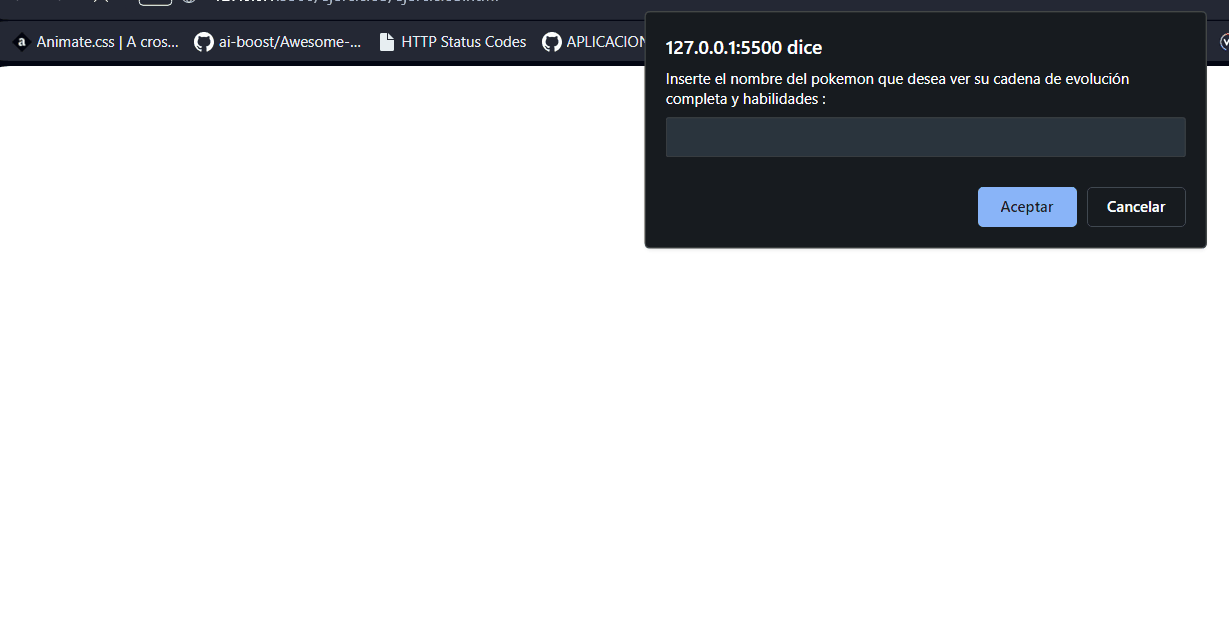 Animate.css | A cros...
ai-boost/Awesome-...
HTTP Status Codes
APLICACION
127.0.0.1:5500 dice
Inserte el nombre del pokemon que desea ver su cadena de evolución
completa y habilidades :
Aceptar
Cancelar